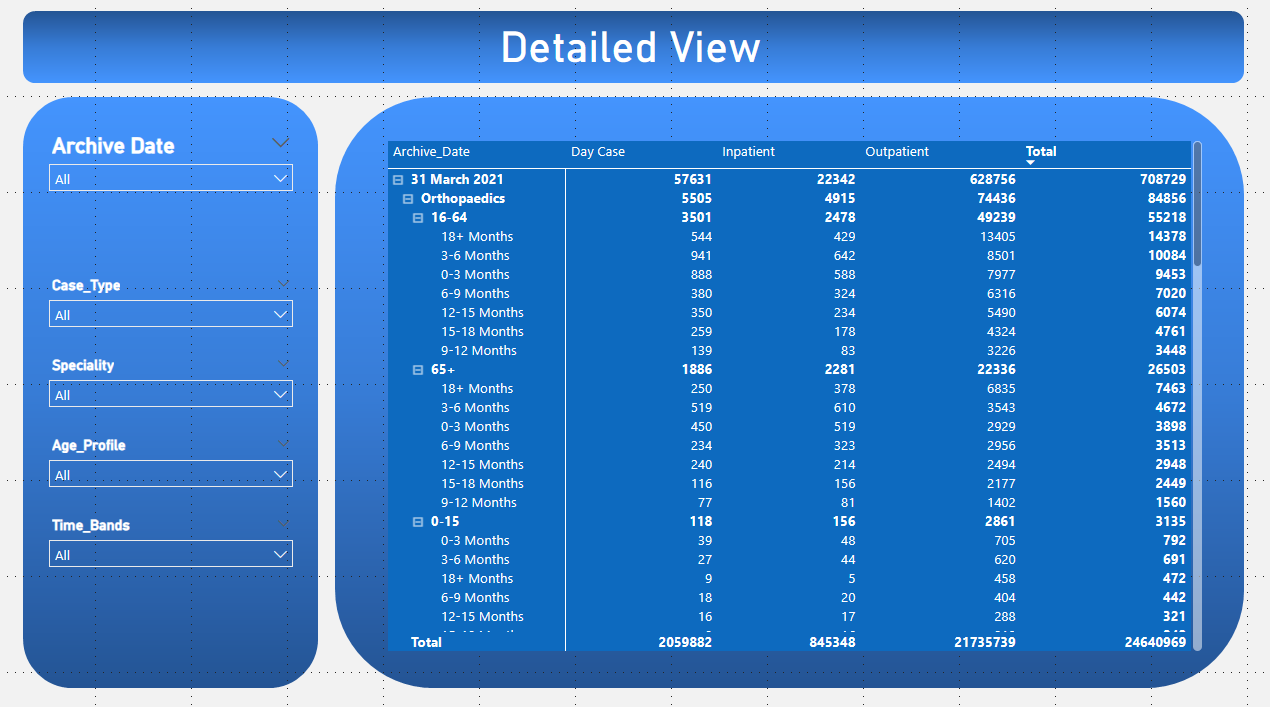 Detailed View
Archive Date
All
Case_Type
All
Speciality
All
Age_Profile
All
Time_Bands
All
Archive_Date Day Case Inpatient Outpatient Total
31 March 2021 57631 22342 628756 708729
Orthopaedics 5505 4915 74436 84856
16-64 3501 2478 49239 55218
18+ Months 544 429 13405 14378
3-6 Months 941 642 8501 10084
0-3 Months 888 588 7977 9453
6-9 Months 380 324 6316 7020
12-15 Months 350 234 5490 6074
15-18 Months 259 178 4324 4761
9-12 Months 139 83 3226 3448
65+ 1886 2281 22336 26503
18+ Months 250 378 6835 7463
3-6 Months 519 610 3543 4672
0-3 Months 450 519 2929 3898
6-9 Months 234 323 2956 3513
12-15 Months 240 214 2494 2948
15-18 Months 116 156 2177 2449
9-12 Months 77 81 1402 1560
0-15 118 156 2861 3135
0-3 Months 39 48 705 792
3-6 Months 27 44 620 691
18+ Months 9 5 458 472
6-9 Months 18 20 404 442
12-15 Months 16 17 288 321
Total 2059882 845348 21735739 24640969